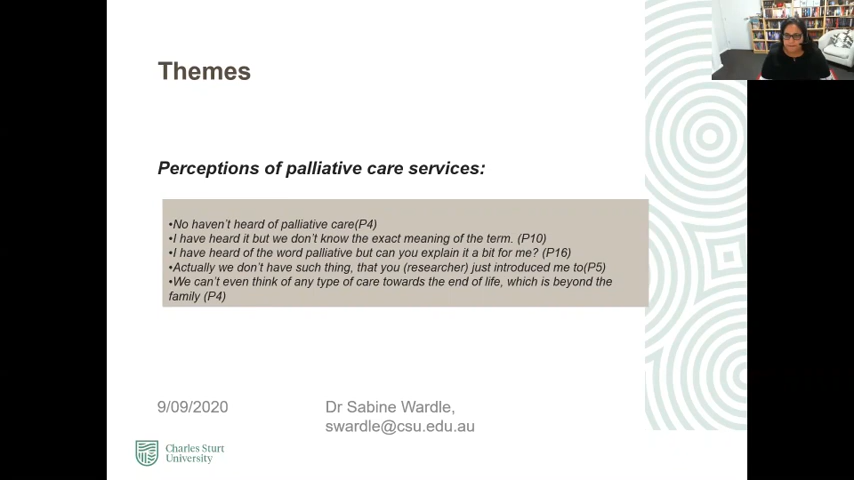 Themes
Perceptions of palliative care services:
•No haven't heard of palliative care(P4)
•I have heard it but we don't know the exact meaning of the term. (P10)
•I have heard of the word palliative but can you explain it a bit for me? (P16)
•Actually we don't have such thing, that you (researcher) just introduced me to(P5)
•We can't even think of any type of care towards the end of life, which is beyond the
family (P4)
9/09/2020
Dr Sabine Wardle,
swardle@csu.edu.au
Charles Sturt
University